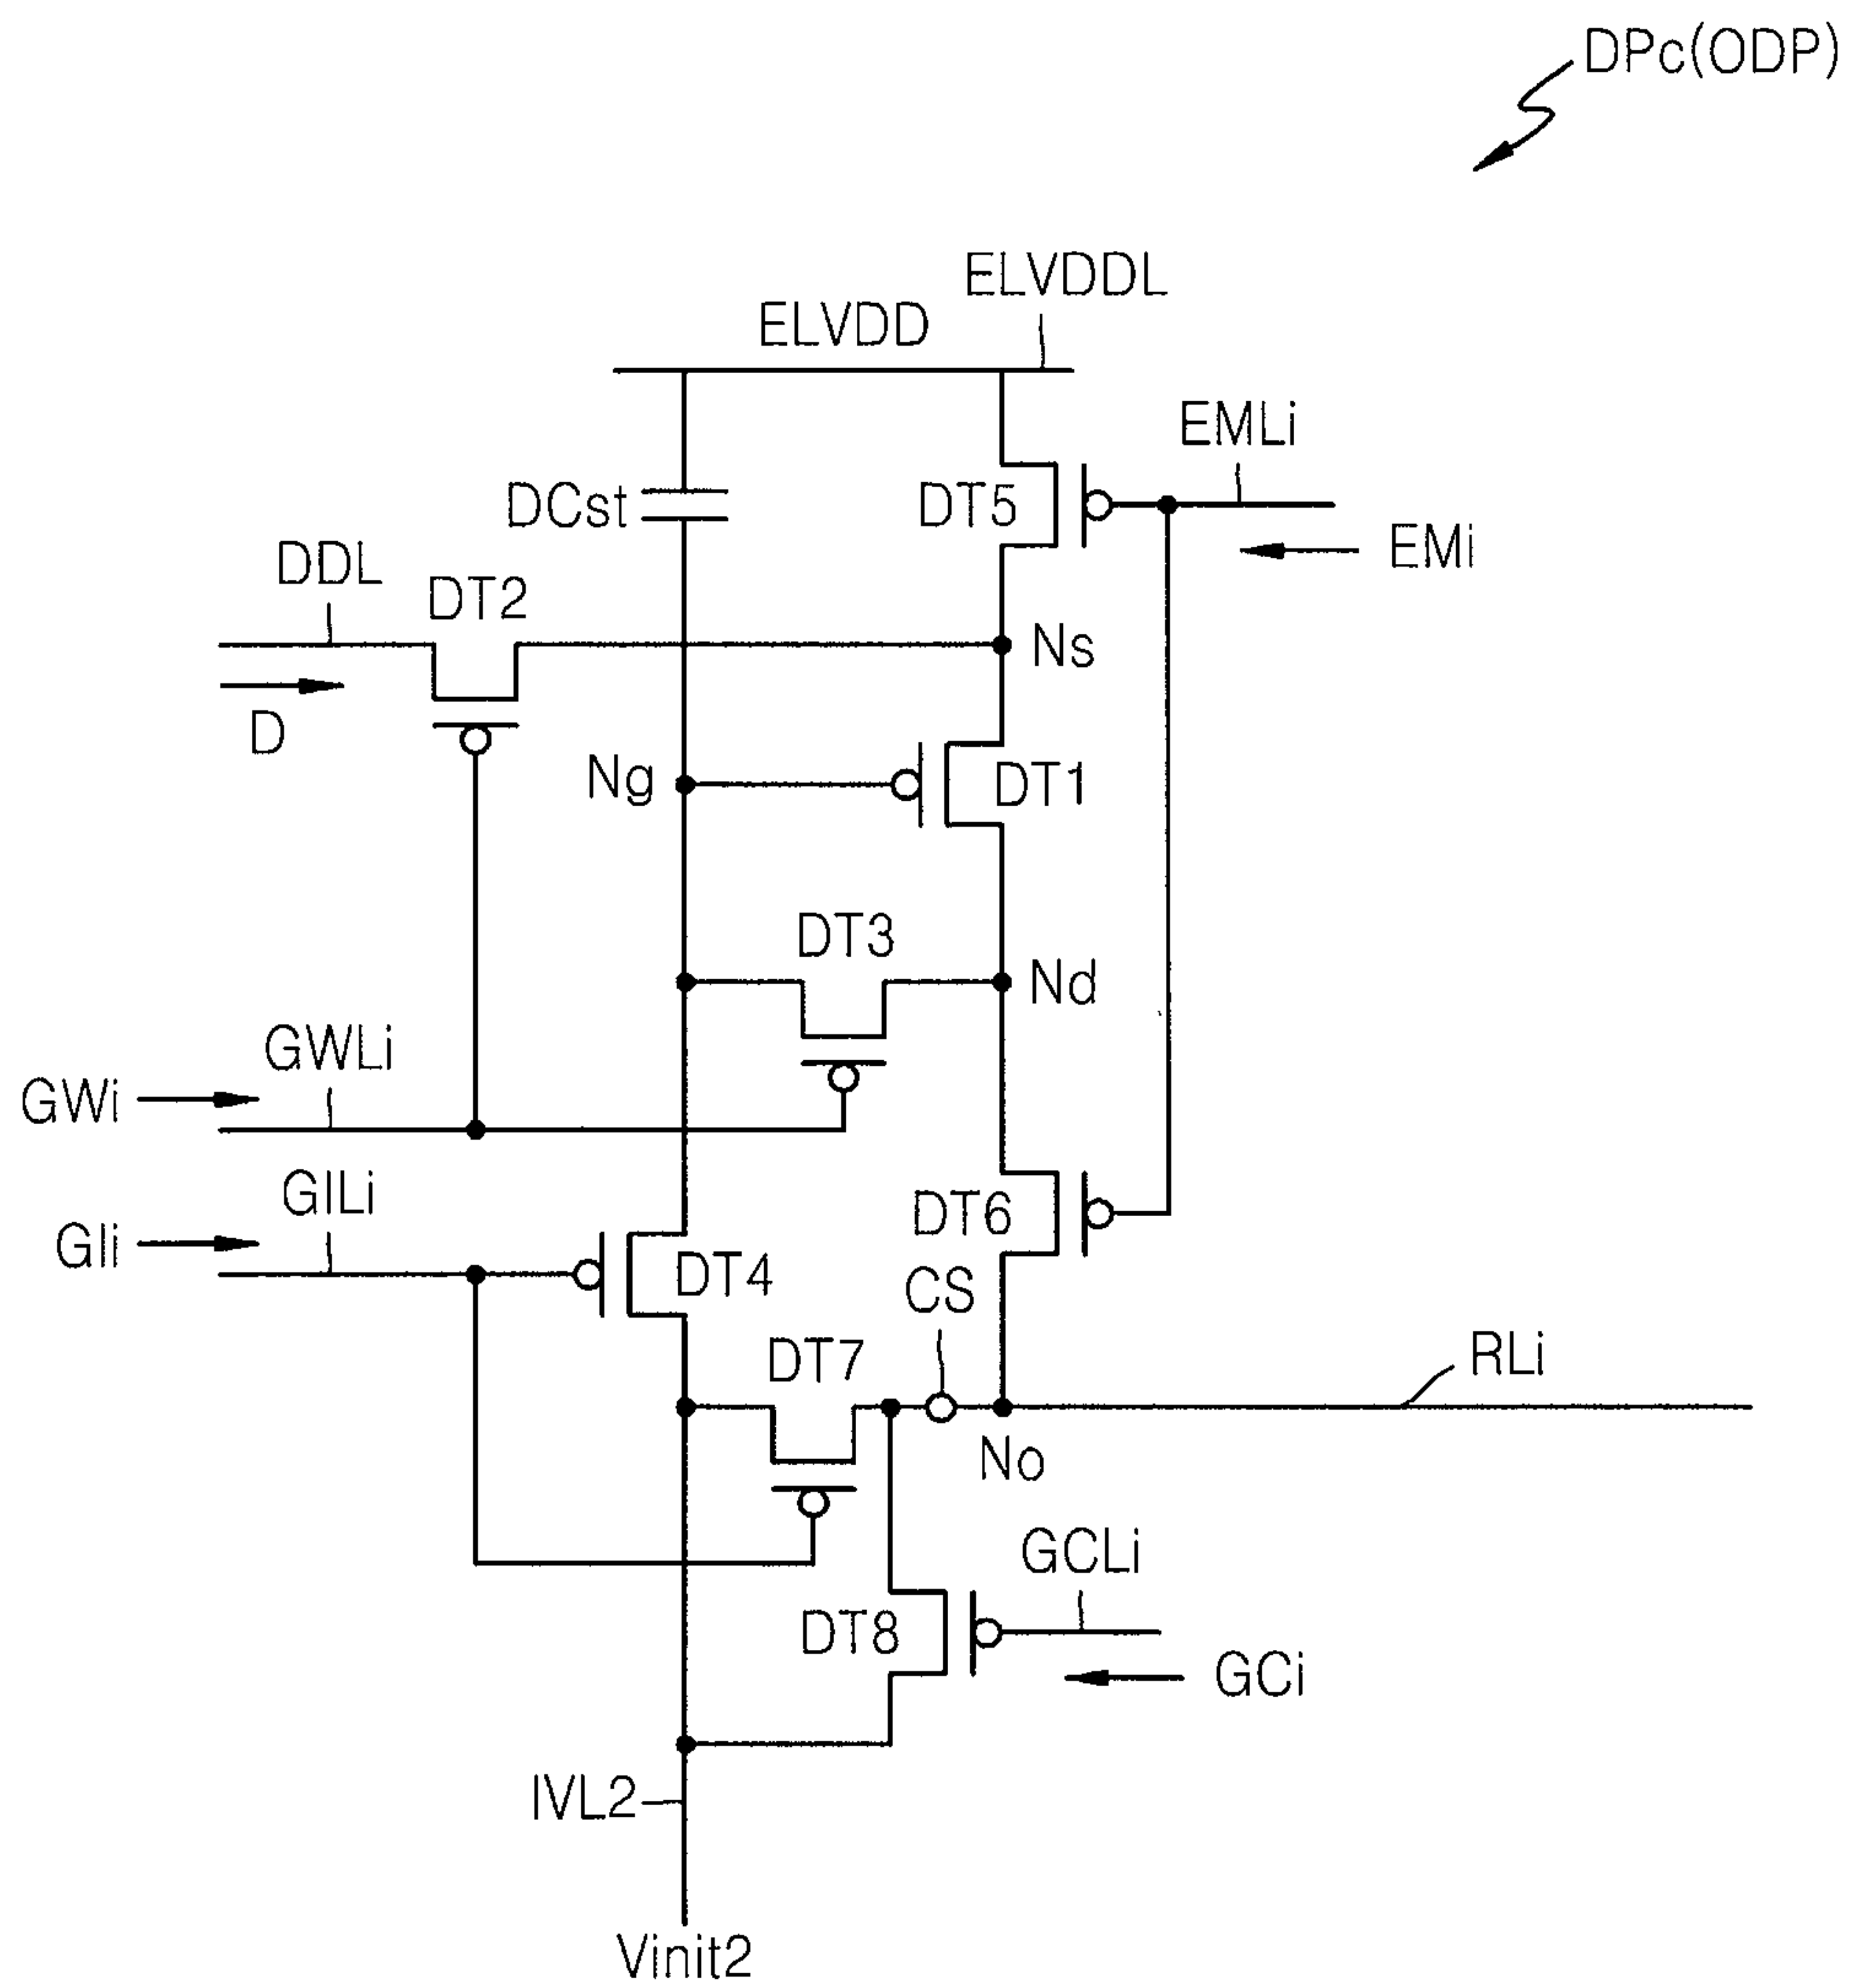 DPc(ODP)
ELVDDL
ELVDD
EMLi
DCst
DT5
EMi
DDL
DT2
Ns
D
Ng
DT1
DT3
Nd
GWLi
GWi
GILi
DT6
GIi
DT4
CS
DT7
RLi
No
GCLi
DT8
GCi
IVL2
Vinit2